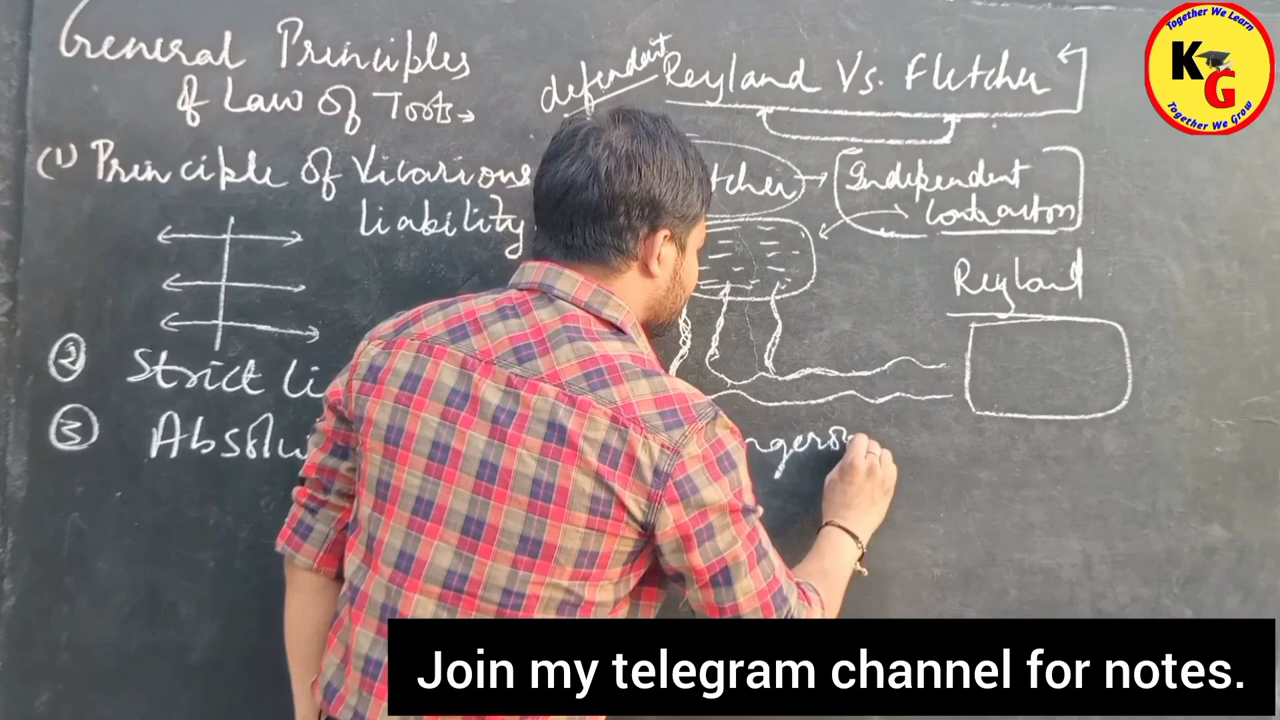 General Principles
of Law of Torts →
(1) Principle of Vicarious
liability
② Strict Li
③ Absolu
defendant
Reyland Vs. Fletcher
tcher → Independent
Contractors
Reyland
ngerou
Together We Learn
KG
Together We Grow
Join my telegram channel for notes.